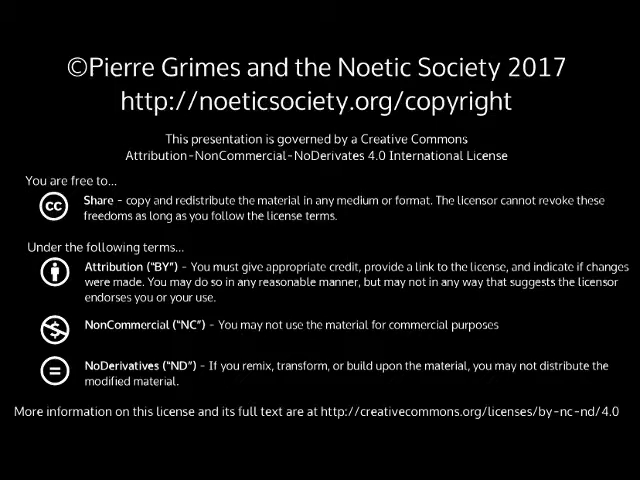 ©Pierre Grimes and the Noetic Society 2017
http://noeticsociety.org/copyright
This presentation is governed by a Creative Commons
Attribution-NonCommercial-NoDerivates 4.0 International License
You are free to...
cc
Share - copy and redistribute the material in any medium or format. The licensor cannot revoke these
freedoms as long as you follow the license terms.
Under the following terms...
Attribution ("BY") - You must give appropriate credit, provide a link to the license, and indicate if changes
were made. You may do so in any reasonable manner, but may not in any way that suggests the licensor
endorses you or your use.
NonCommercial ("NC") - You may not use the material for commercial purposes
NoDerivatives ("ND") - If you remix, transform, or build upon the material, you may not distribute the
modified material.
More information on this license and its full text are at http://creativecommons.org/licenses/by-nc-nd/4.0